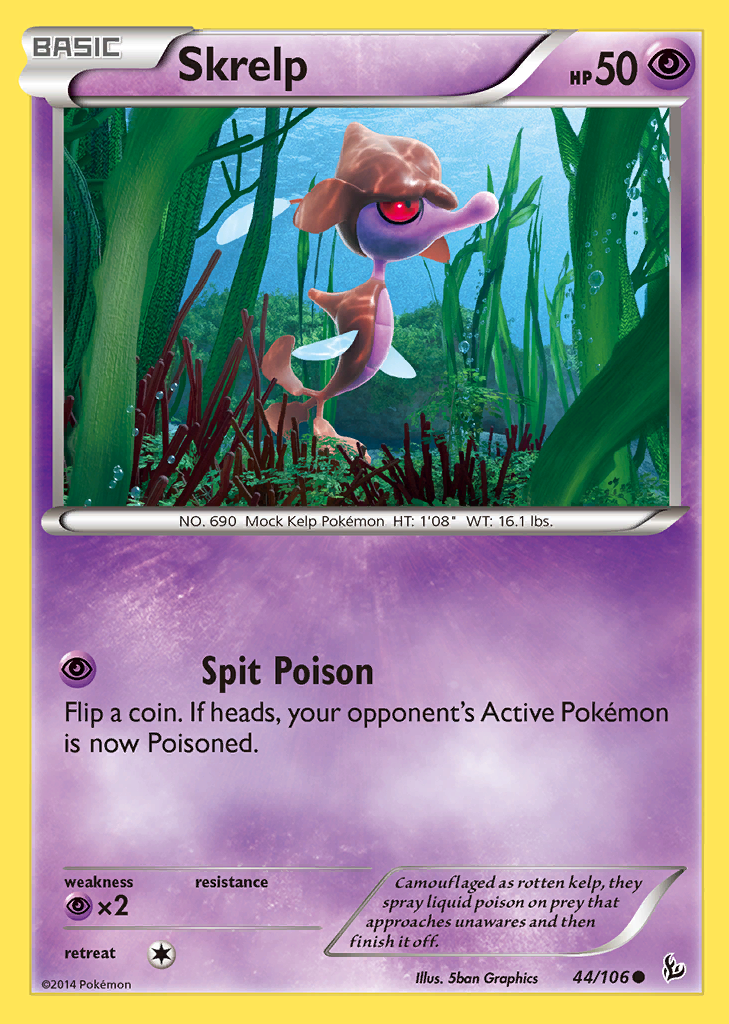 BASIC
Skrelp
HP 50
NO. 690 Mock Kelp Pokémon HT: 1'08" WT: 16.1 lbs.
Spit Poison
Flip a coin. If heads, your opponent's Active Pokémon
is now Poisoned.
weakness
resistance
×2
retreat
Camouflaged as rotten kelp, they
spray liquid poison on prey that
approaches unawares and then
finish it off.
©2014 Pokémon
Illus. 5ban Graphics
44/106